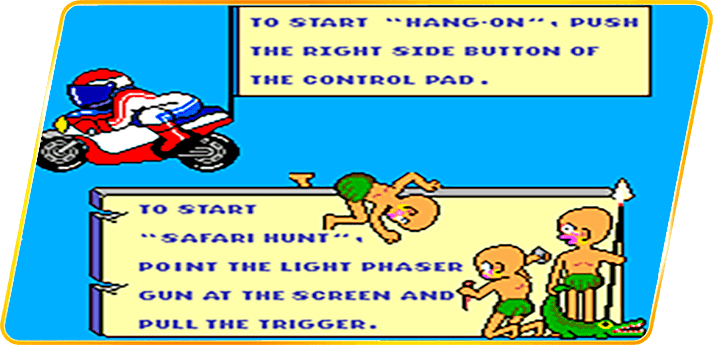 TO START "HANG-ON", PUSH
THE RIGHT SIDE BUTTON OF
THE CONTROL PAD.
TO START
"SAFARI HUNT",
POINT THE LIGHT PHASER
GUN AT THE SCREEN AND
PULL THE TRIGGER.